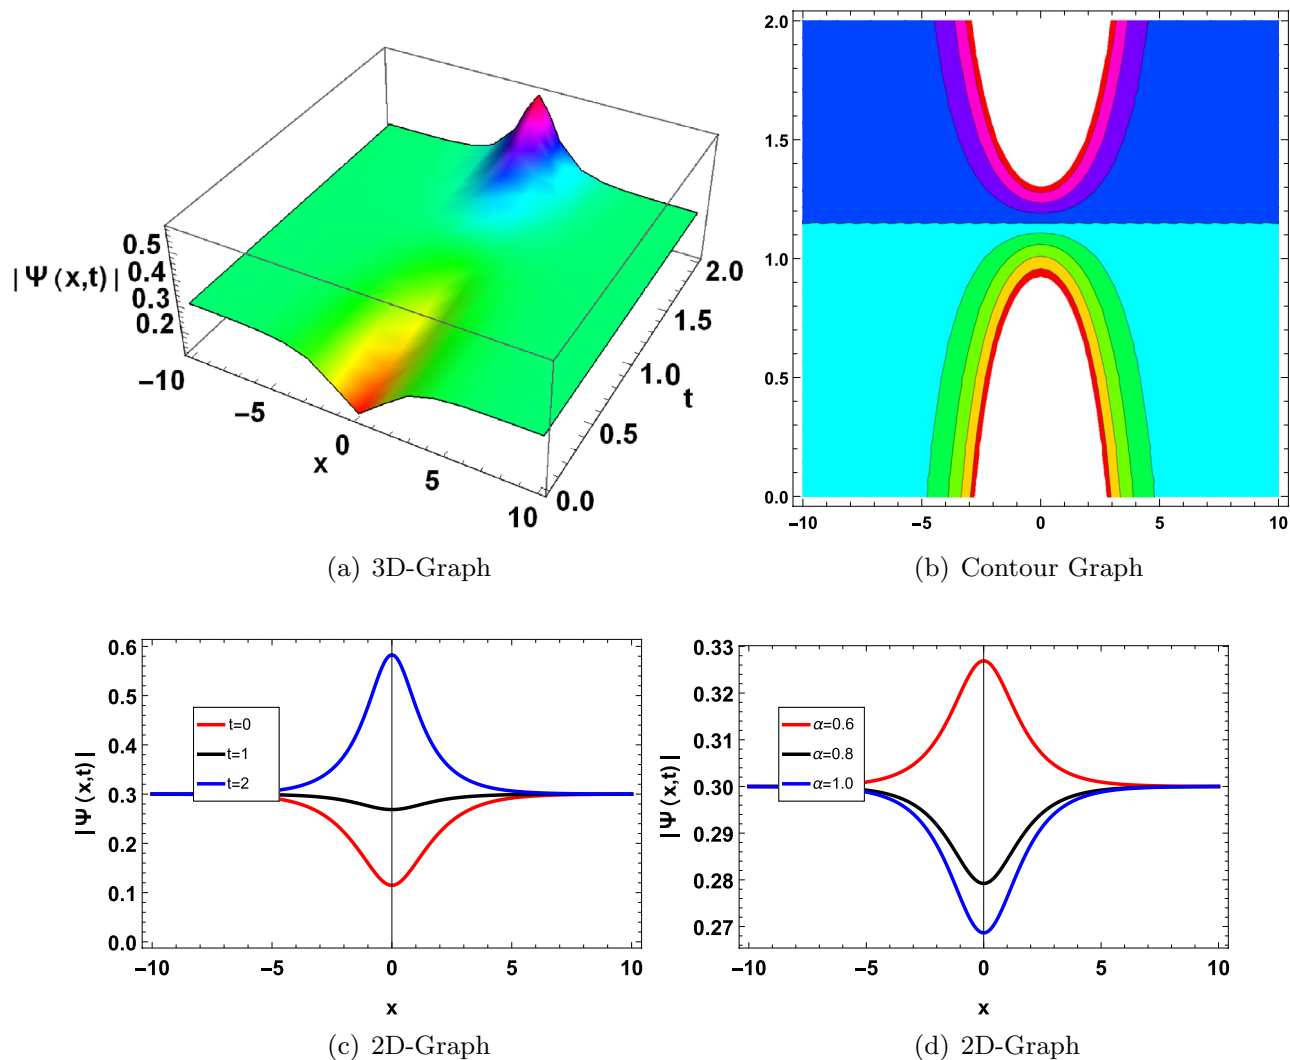 0.5
0.4
|Ψ (x,t)|
0.3
0.2
−10
−5
x
0
5
10
0.0
0.5
t
1.0
1.5
2.0
(a) 3D-Graph
2.0
1.5
1.0
0.5
0.0
−10 −5 0 5 10
(b) Contour Graph
0.6
0.5
0.4
0.3
0.2
0.1
0.0
|Ψ (x,t)|
t=0
t=1
t=2
−10 −5 0 5 10
x
(c) 2D-Graph
0.33
0.32
0.31
0.30
0.29
0.28
0.27
|Ψ (x,t)|
α=0.6
α=0.8
α=1.0
−10 −5 0 5 10
x
(d) 2D-Graph